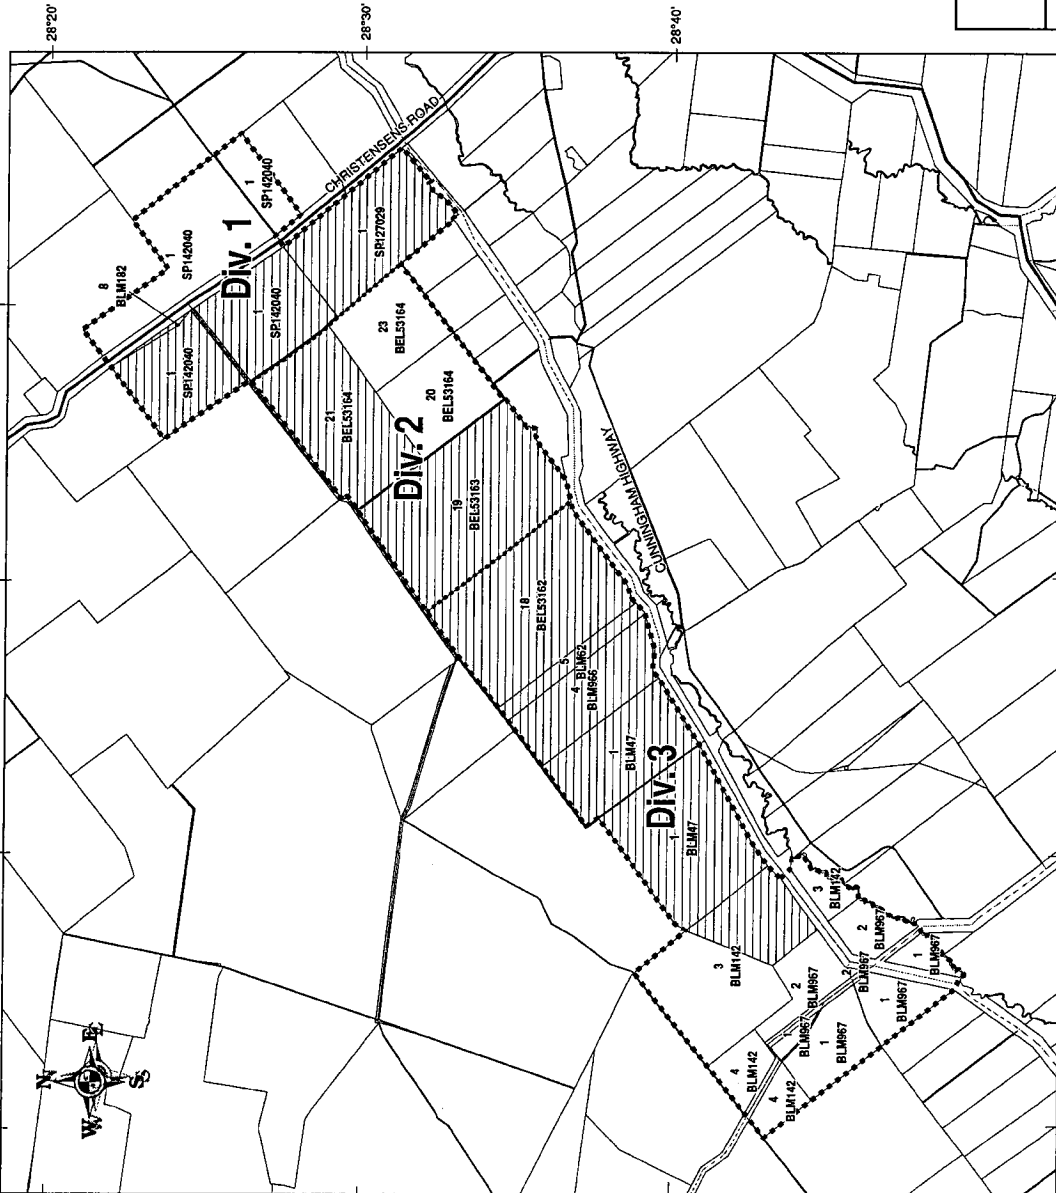 28°20'
28°30'
28°40'
N
E
S
W
CHRISTENSENS ROAD
CUNNINGHAM HIGHWAY
Div. 1
Div. 2
Div. 3
8
BLM182
1
SP142040
1
SP142040
1
SP142040
1
SP142040
1
SP127029
23
BEL53164
20
BEL53164
21
BEL53164
19
BEL53163
18
BEL53162
5
BLM62
4
BLM966
1
BLM47
1
BLM47
3
BLM142
3
BLM142
2
BLM967
1
BLM967
2
BLM967
2
BLM967
1
BLM967
1
BLM967
1
BLM967
4
BLM142
4
BLM142